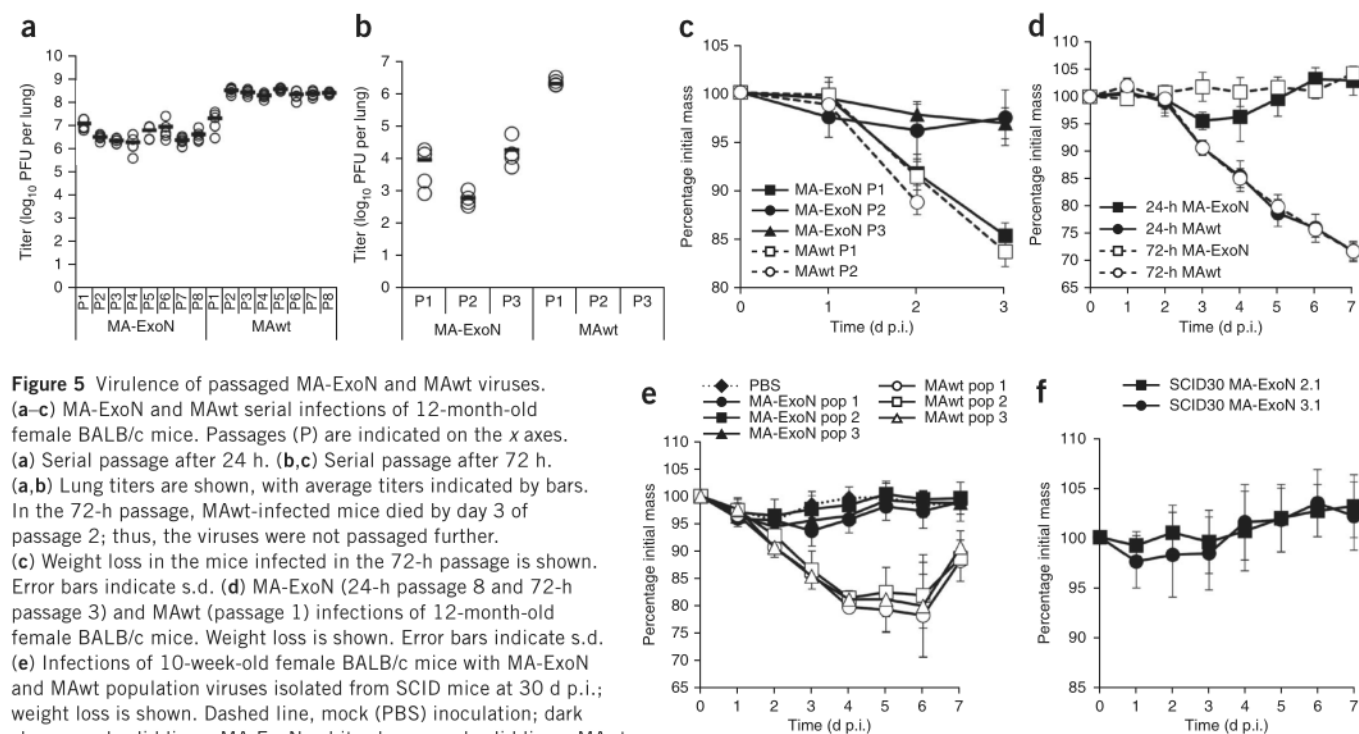 a
10
9
8
7
6
5
4
3
2
1
0
Titer (log10 PFU per lung)
P1 P2 P3 P4 P5 P6 P7 P8 P1 P2 P3 P4 P5 P6 P7 P8
MA-ExoN MAwt
b
7
6
5
4
3
2
1
0
Titer (log10 PFU per lung)
P1 P2 P3 P1 P2 P3
MA-ExoN MAwt
c
105
100
95
90
85
80
Percentage initial mass
MA-ExoN P1
MA-ExoN P2
MA-ExoN P3
MAwt P1
MAwt P2
0 1 2 3
Time (d p.i.)
d
110
105
100
95
90
85
80
75
70
65
Percentage initial mass
24-h MA-ExoN
24-h MAwt
72-h MA-ExoN
72-h MAwt
0 1 2 3 4 5 6 7
Time (d p.i.)
Figure 5 Virulence of passaged MA-ExoN and MAwt viruses.
(a–c) MA-ExoN and MAwt serial infections of 12-month-old
female BALB/c mice. Passages (P) are indicated on the x axes.
(a) Serial passage after 24 h. (b,c) Serial passage after 72 h.
(a,b) Lung titers are shown, with average titers indicated by bars.
In the 72-h passage, MAwt-infected mice died by day 3 of
passage 2; thus, the viruses were not passaged further.
(c) Weight loss in the mice infected in the 72-h passage is shown.
Error bars indicate s.d. (d) MA-ExoN (24-h passage 8 and 72-h
passage 3) and MAwt (passage 1) infections of 12-month-old
female BALB/c mice. Weight loss is shown. Error bars indicate s.d.
(e) Infections of 10-week-old female BALB/c mice with MA-ExoN
and MAwt population viruses isolated from SCID mice at 30 d p.i.;
weight loss is shown. Dashed line, mock (PBS) inoculation; dark
e
PBS
MA-ExoN pop 1
MA-ExoN pop 2
MA-ExoN pop 3
MAwt pop 1
MAwt pop 2
MAwt pop 3
110
105
100
95
90
85
80
75
70
65
Percentage initial mass
0 1 2 3 4 5 6 7
Time (d p.i.)
f
SCID30 MA-ExoN 2.1
SCID30 MA-ExoN 3.1
110
105
100
95
90
85
Percentage initial mass
0 1 2 3 4 5 6 7
Time (d p.i.)